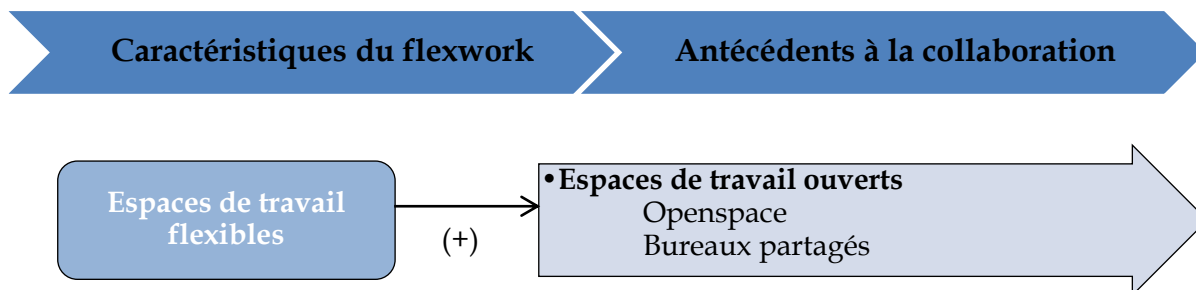 Caractéristiques du flexwork
Antécédents à la collaboration
Espaces de travail
flexibles
(+)
•Espaces de travail ouverts
Openspace
Bureaux partagés